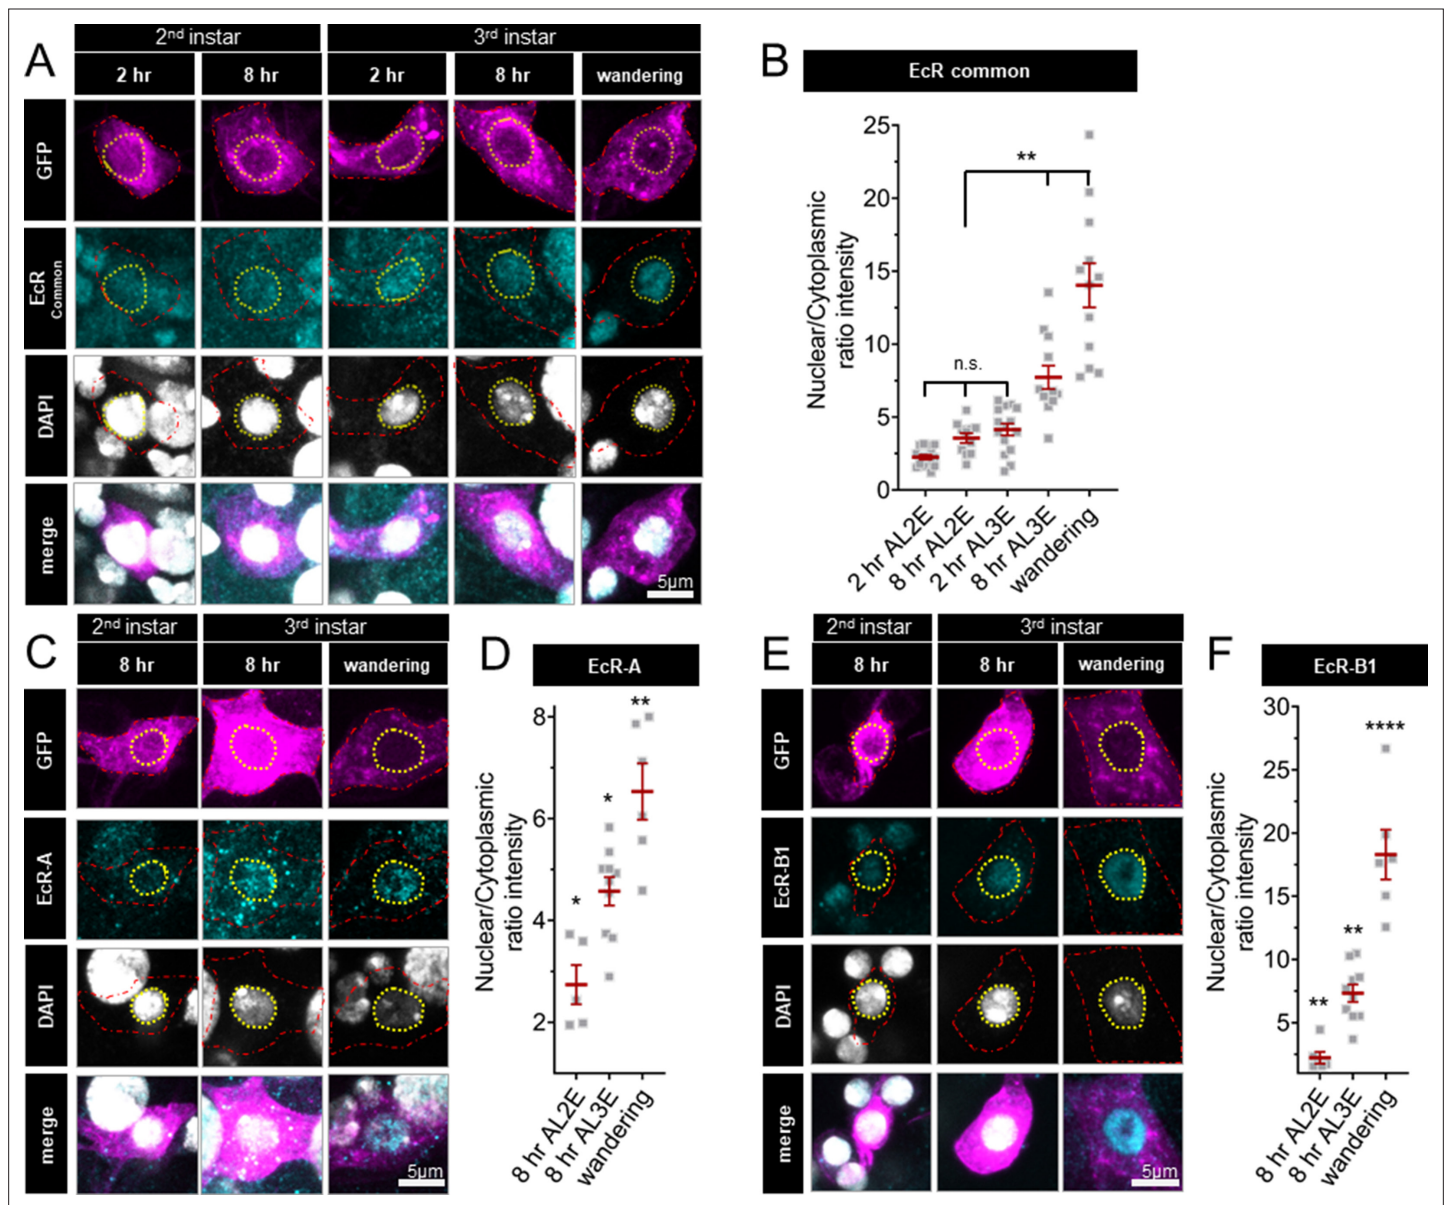 A
2nd instar
3rd instar
2 hr
8 hr
2 hr
8 hr
wandering
GFP
EcR
Common
DAPI
merge
5µm
B
EcR common
Nuclear/Cytoplasmic
ratio intensity
25
20
15
10
5
0
**
n.s.
2 hr AL2E
8 hr AL2E
2 hr AL3E
8 hr AL3E
wandering
C
2nd instar
3rd instar
8 hr
8 hr
wandering
GFP
EcR-A
DAPI
merge
5µm
D
EcR-A
Nuclear/Cytoplasmic
ratio intensity
8
6
4
2
*
*
**
8 hr AL2E
8 hr AL3E
wandering
E
2nd instar
3rd instar
8 hr
8 hr
wandering
GFP
EcR-B1
DAPI
merge
5µm
F
EcR-B1
Nuclear/Cytoplasmic
ratio intensity
30
25
20
15
10
5
**
**
****
8 hr AL2E
8 hr AL3E
wandering